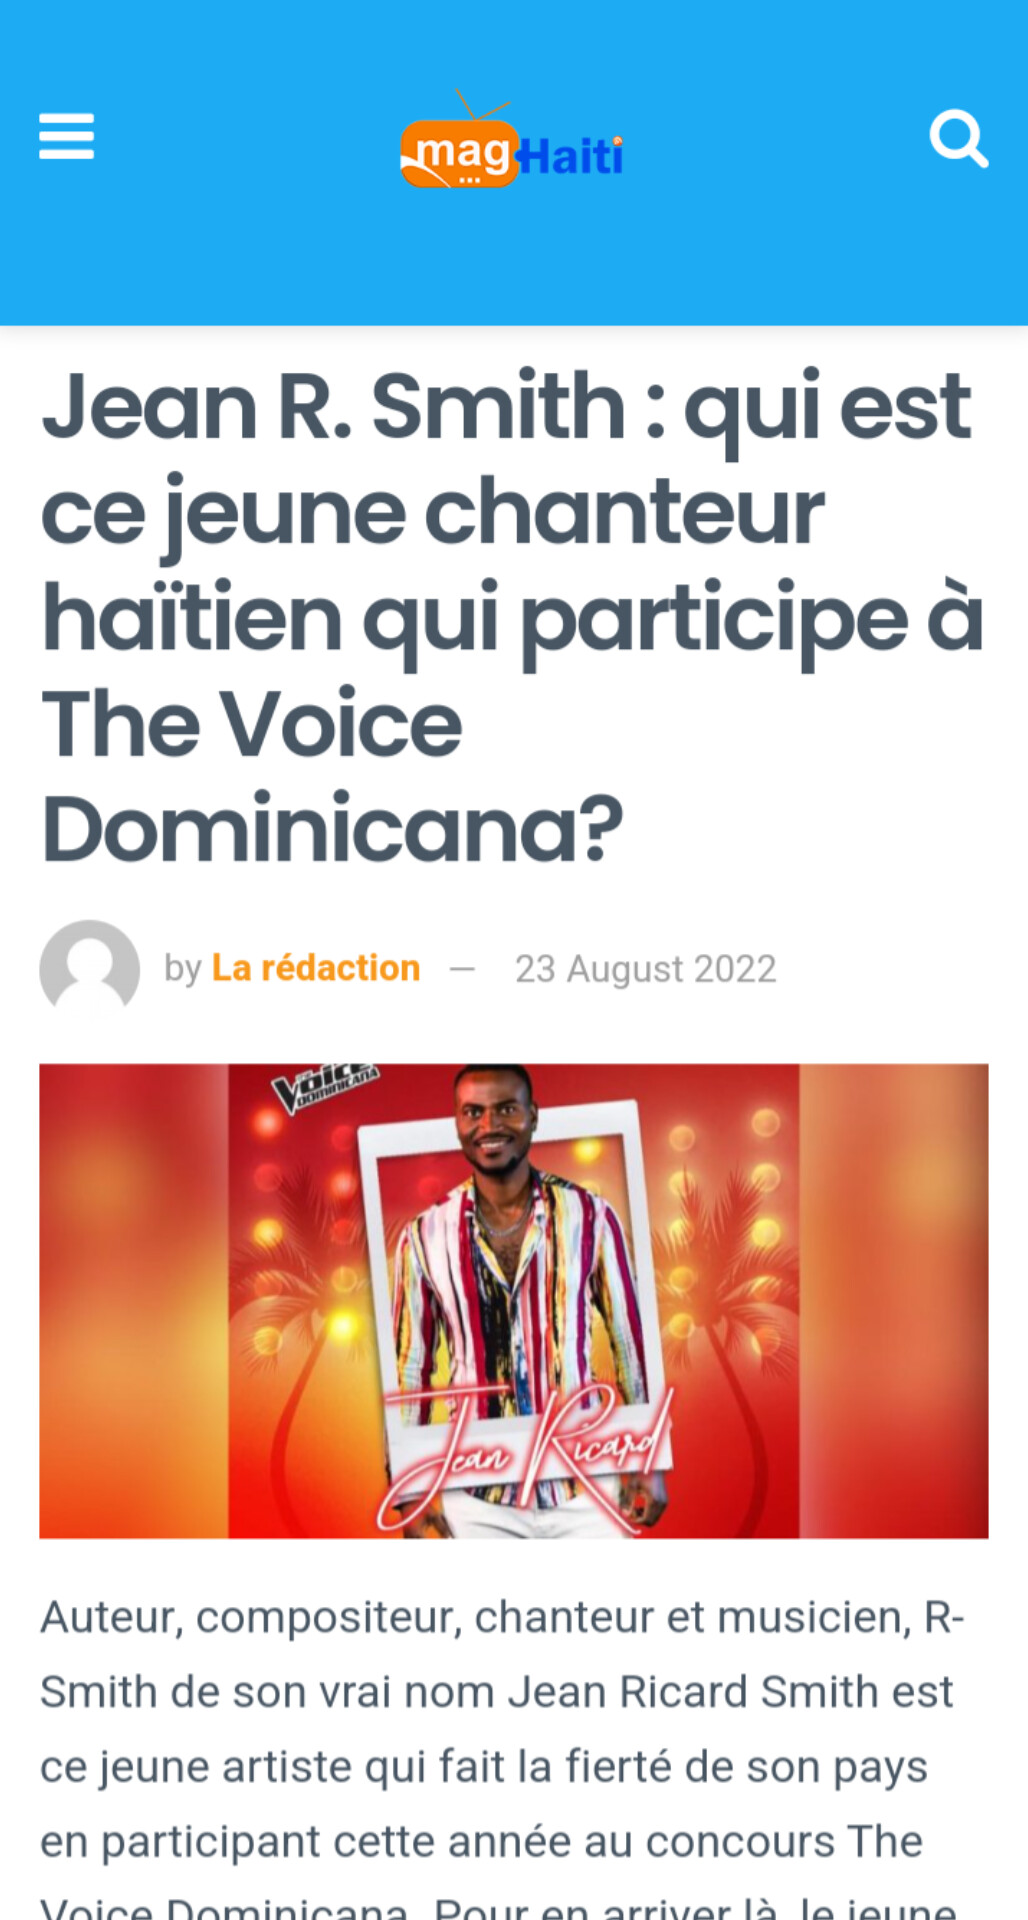 mag Haiti
Jean R. Smith : qui est
ce jeune chanteur
haïtien qui participe à
The Voice
Dominicana?
by La rédaction — 23 August 2022
Voice
DOMINICANA
Jean Ricard
Auteur, compositeur, chanteur et musicien, R-
Smith de son vrai nom Jean Ricard Smith est
ce jeune artiste qui fait la fierté de son pays
en participant cette année au concours The
Voice Dominicana. Pour en arriver là, le jeune